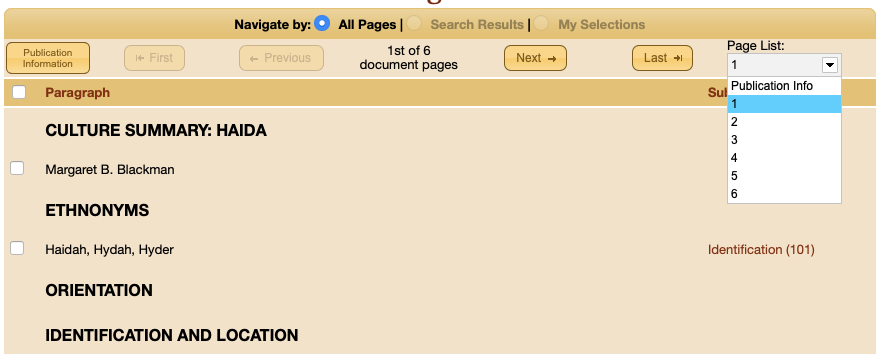 Navigate by: All Pages | Search Results | My Selections
Publication Information
First
Previous
1st of 6
document pages
Next
Last
Page List:
1
Publication Info
1
2
3
4
5
6
Paragraph
CULTURE SUMMARY: HAIDA
Margaret B. Blackman
ETHNONYMS
Haidah, Hydah, Hyder
Identification (101)
ORIENTATION
IDENTIFICATION AND LOCATION